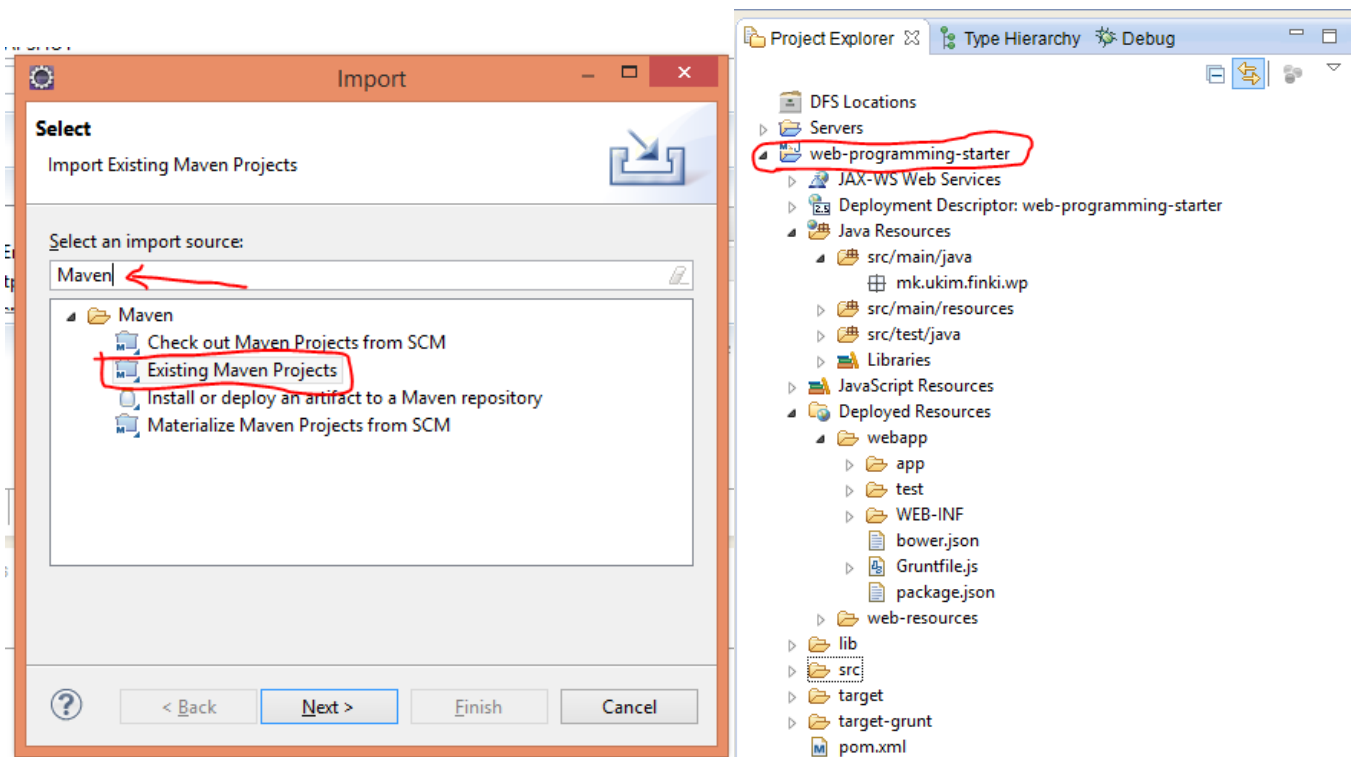 Import
Select
Import Existing Maven Projects
Select an import source:
Maven
Maven
Check out Maven Projects from SCM
Existing Maven Projects
Install or deploy an artifact to a Maven repository
Materialize Maven Projects from SCM
< Back
Next >
Finish
Cancel
Project Explorer
Type Hierarchy
Debug
DFS Locations
Servers
web-programming-starter
JAX-WS Web Services
Deployment Descriptor: web-programming-starter
Java Resources
src/main/java
mk.ukim.finki.wp
src/main/resources
src/test/java
Libraries
JavaScript Resources
Deployed Resources
webapp
app
test
WEB-INF
bower.json
Gruntfile.js
package.json
web-resources
lib
src
target
target-grunt
pom.xml